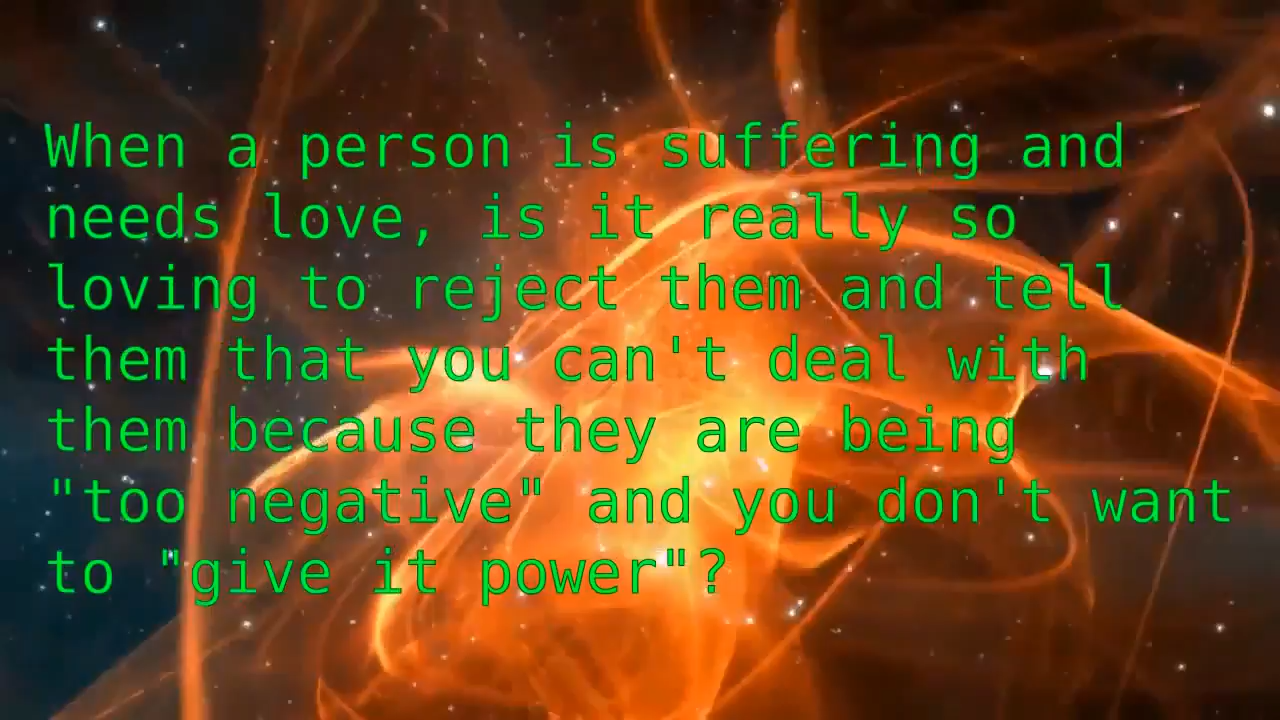 When a person is suffering and
needs love, is it really so
loving to reject them and tell
them that you can't deal with
them because they are being
"too negative" and you don't want
to "give it power"?